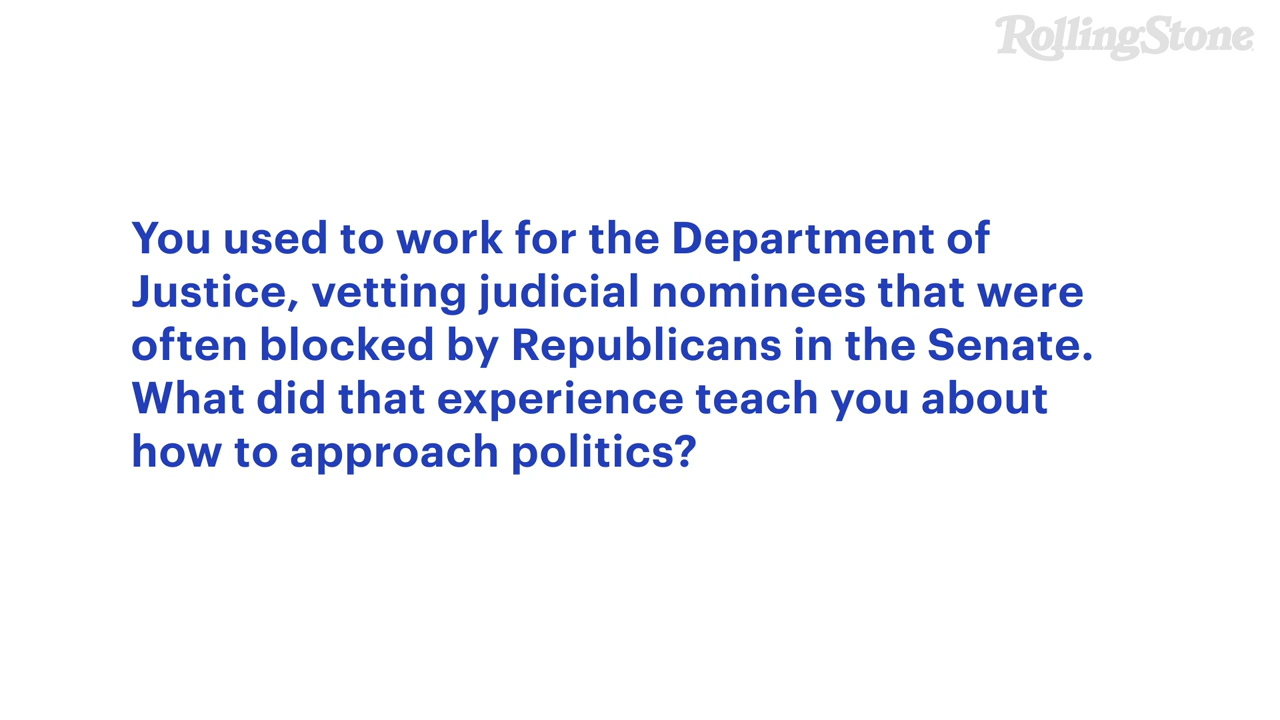 RollingStone
You used to work for the Department of
Justice, vetting judicial nominees that were
often blocked by Republicans in the Senate.
What did that experience teach you about
how to approach politics?